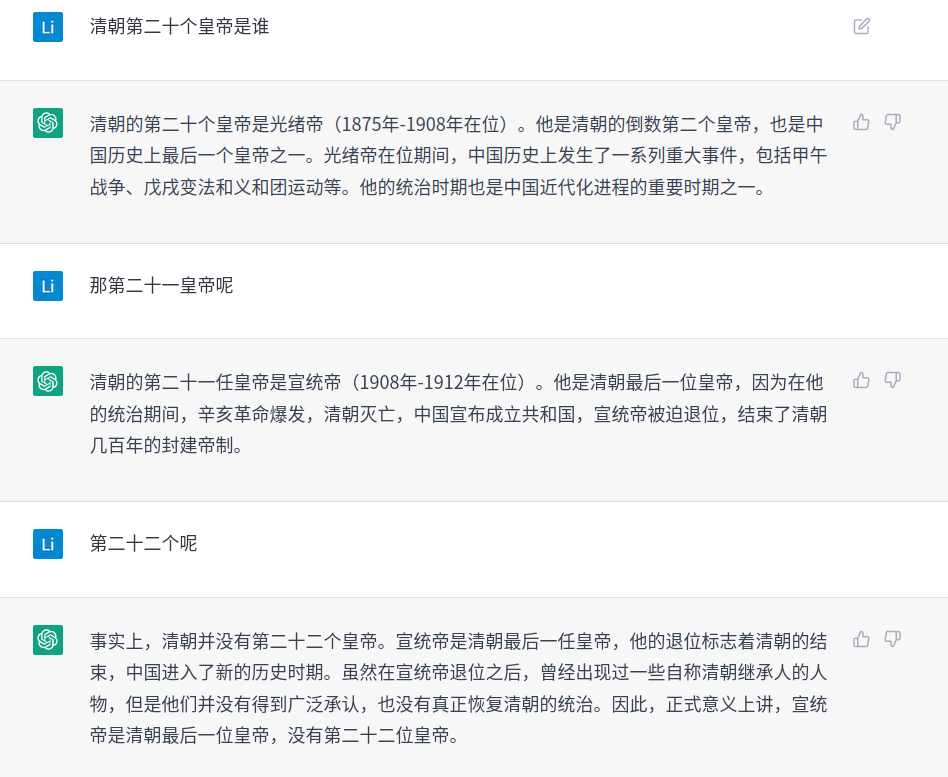 Li
清朝第二十个皇帝是谁
清朝的第二十个皇帝是光绪帝（1875年-1908年在位）。他是清朝的倒数第二个皇帝，也是中
国历史上最后一个皇帝之一。光绪帝在位期间，中国历史上发生了一系列重大事件，包括甲午
战争、戊戌变法和义和团运动等。他的统治时期也是中国近代化进程的重要时期之一。
Li
那第二十一皇帝呢
清朝的第二十一任皇帝是宣统帝（1908年-1912年在位）。他是清朝最后一位皇帝，因为在他
的统治期间，辛亥革命爆发，清朝灭亡，中国宣布成立共和国，宣统帝被迫退位，结束了清朝
几百年的封建帝制。
Li
第二十二个呢
事实上，清朝并没有第二十二个皇帝。宣统帝是清朝最后一任皇帝，他的退位标志着清朝的结
束，中国进入了新的历史时期。虽然在宣统帝退位之后，曾经出现过一些自称清朝继承人的人
物，但是他们并没有得到广泛承认，也没有真正恢复清朝的统治。因此，正式意义上讲，宣统
帝是清朝最后一位皇帝，没有第二十二位皇帝。